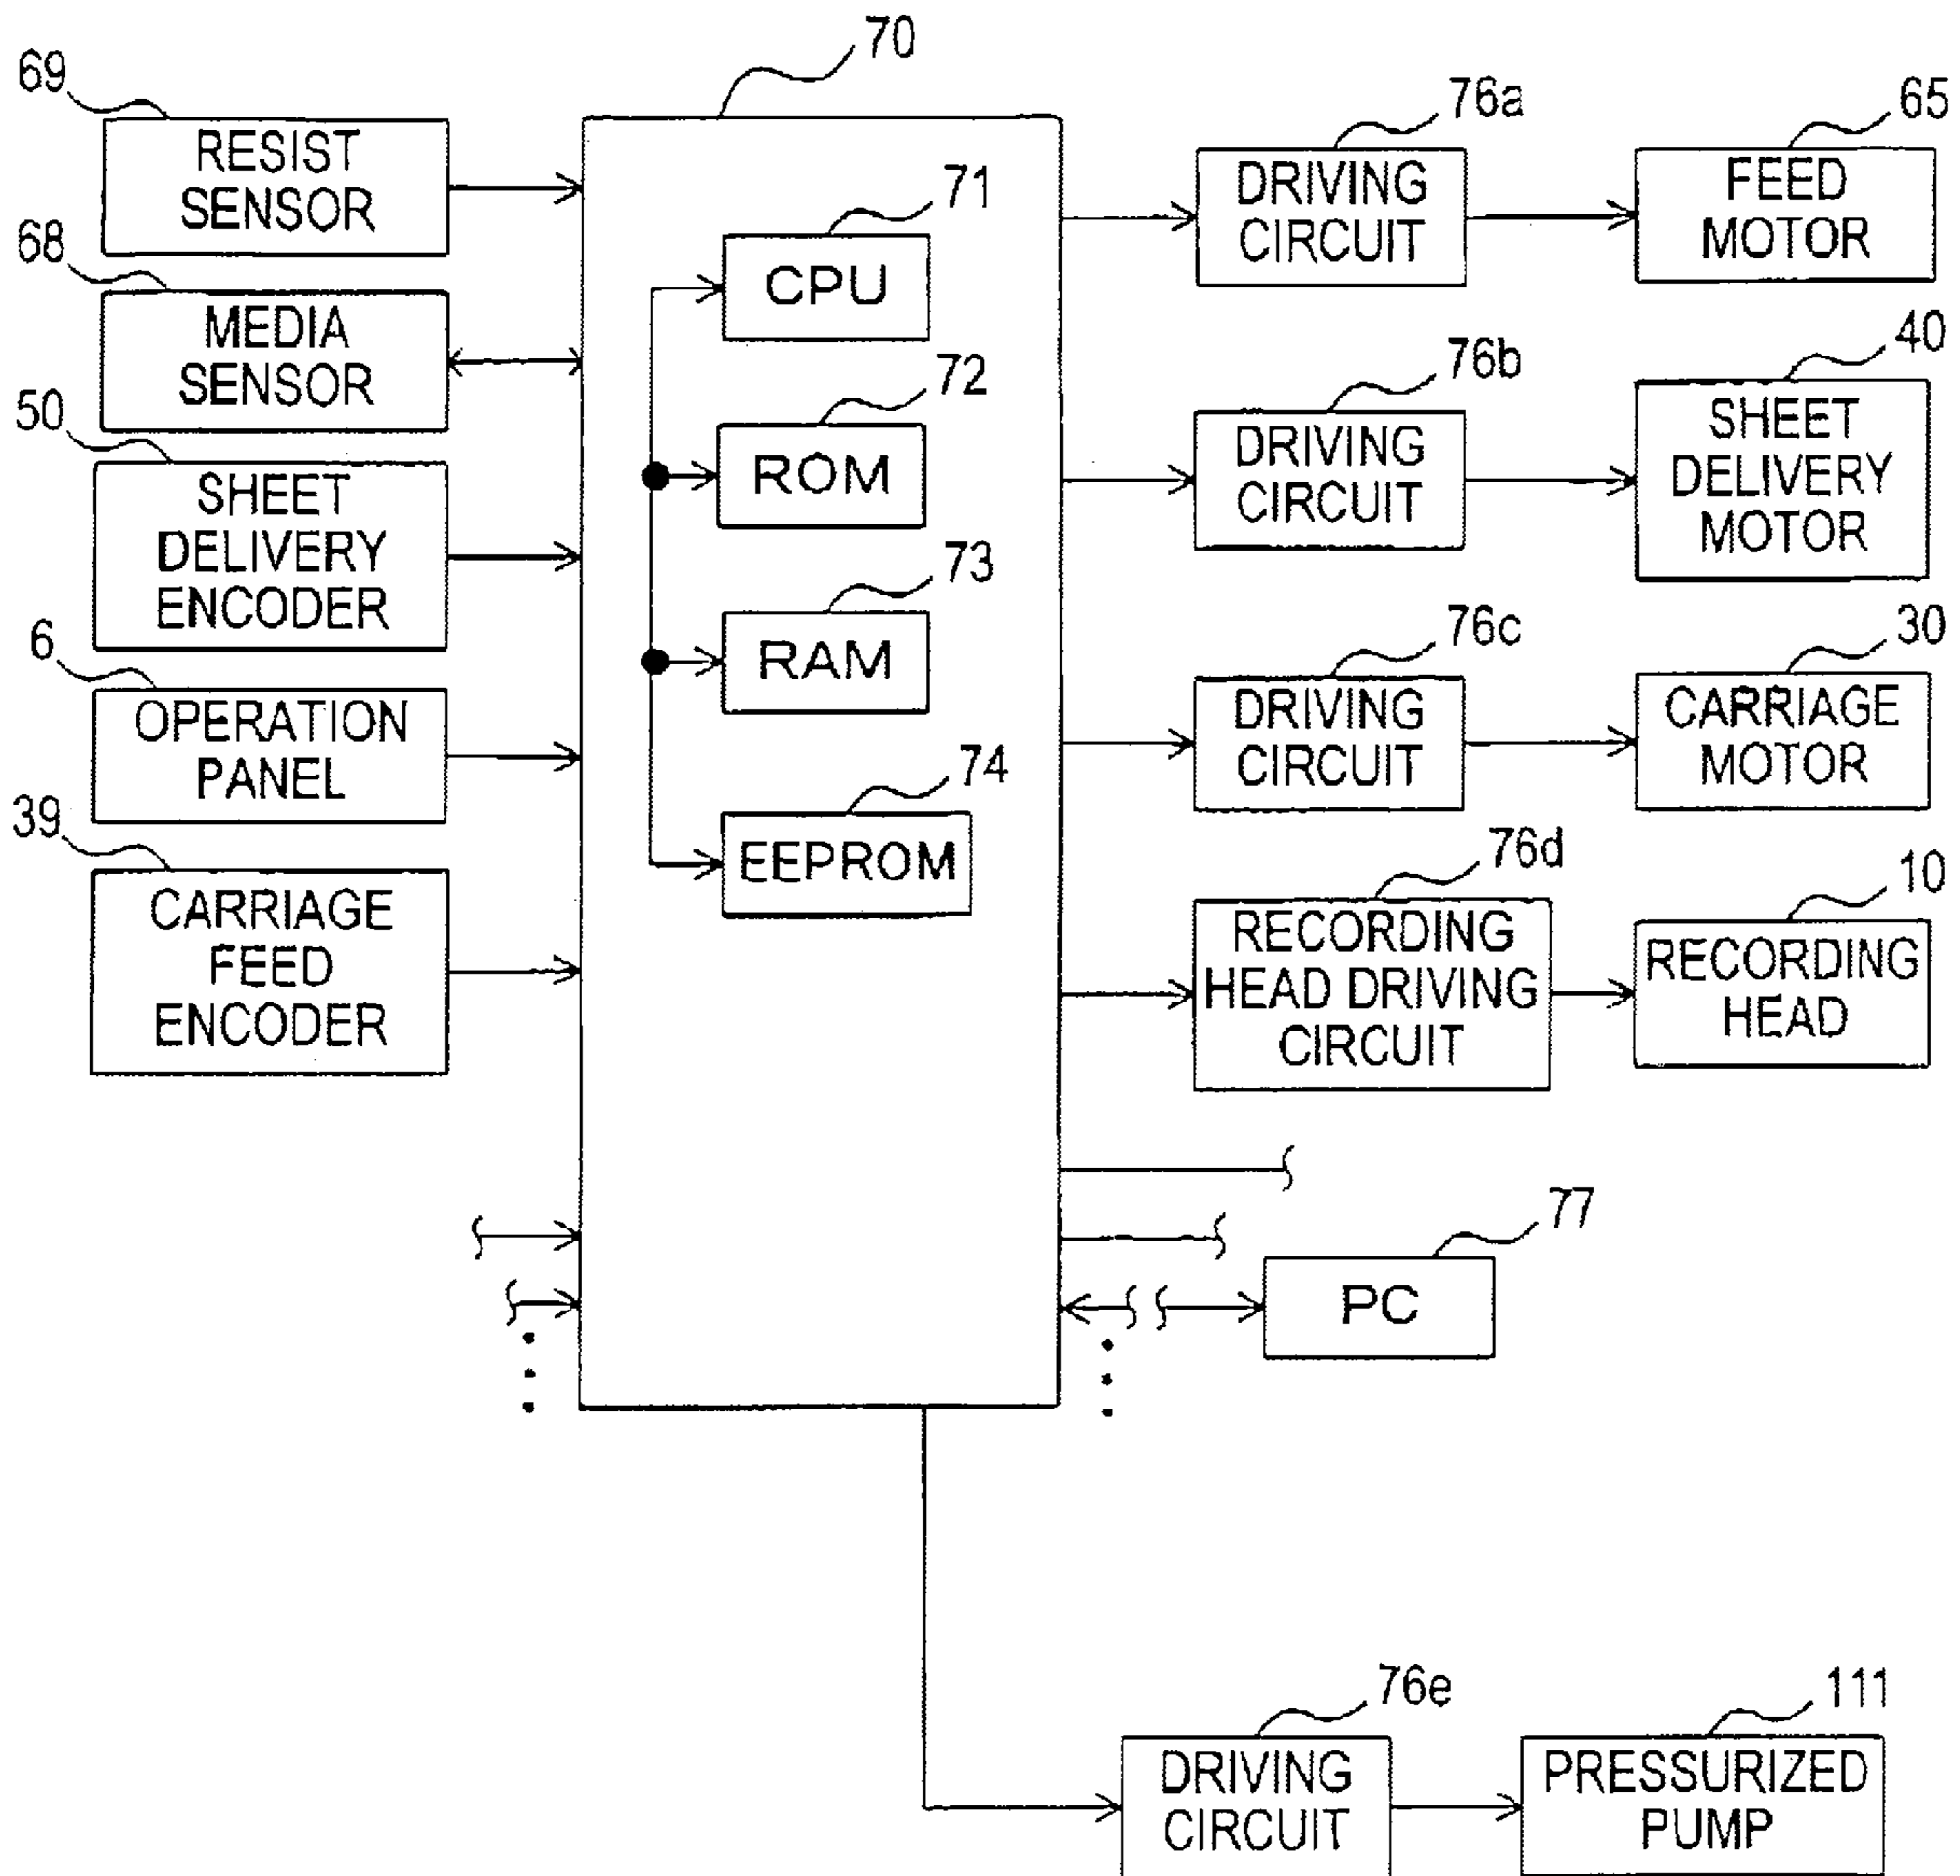 70
69
RESIST
SENSOR
68
MEDIA
SENSOR
50
SHEET
DELIVERY
ENCODER
6
OPERATION
PANEL
39
CARRIAGE
FEED
ENCODER
71
CPU
72
ROM
73
RAM
74
EEPROM
76a
DRIVING
CIRCUIT
65
FEED
MOTOR
76b
DRIVING
CIRCUIT
40
SHEET
DELIVERY
MOTOR
76c
DRIVING
CIRCUIT
30
CARRIAGE
MOTOR
76d
RECORDING
HEAD DRIVING
CIRCUIT
10
RECORDING
HEAD
77
PC
76e
DRIVING
CIRCUIT
111
PRESSURIZED
PUMP